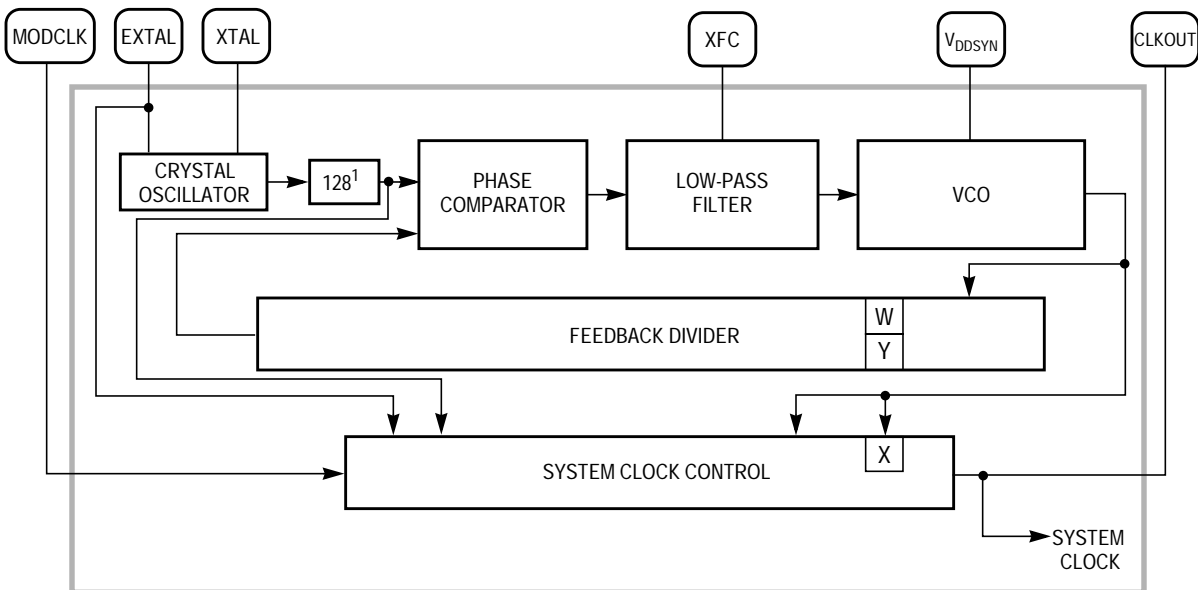 MODCLK
EXTAL
XTAL
XFC
VDDSYN
CLKOUT
CRYSTAL
OSCILLATOR
128¹
PHASE
COMPARATOR
LOW-PASS
FILTER
VCO
FEEDBACK DIVIDER
W
Y
SYSTEM CLOCK CONTROL
X
SYSTEM
CLOCK